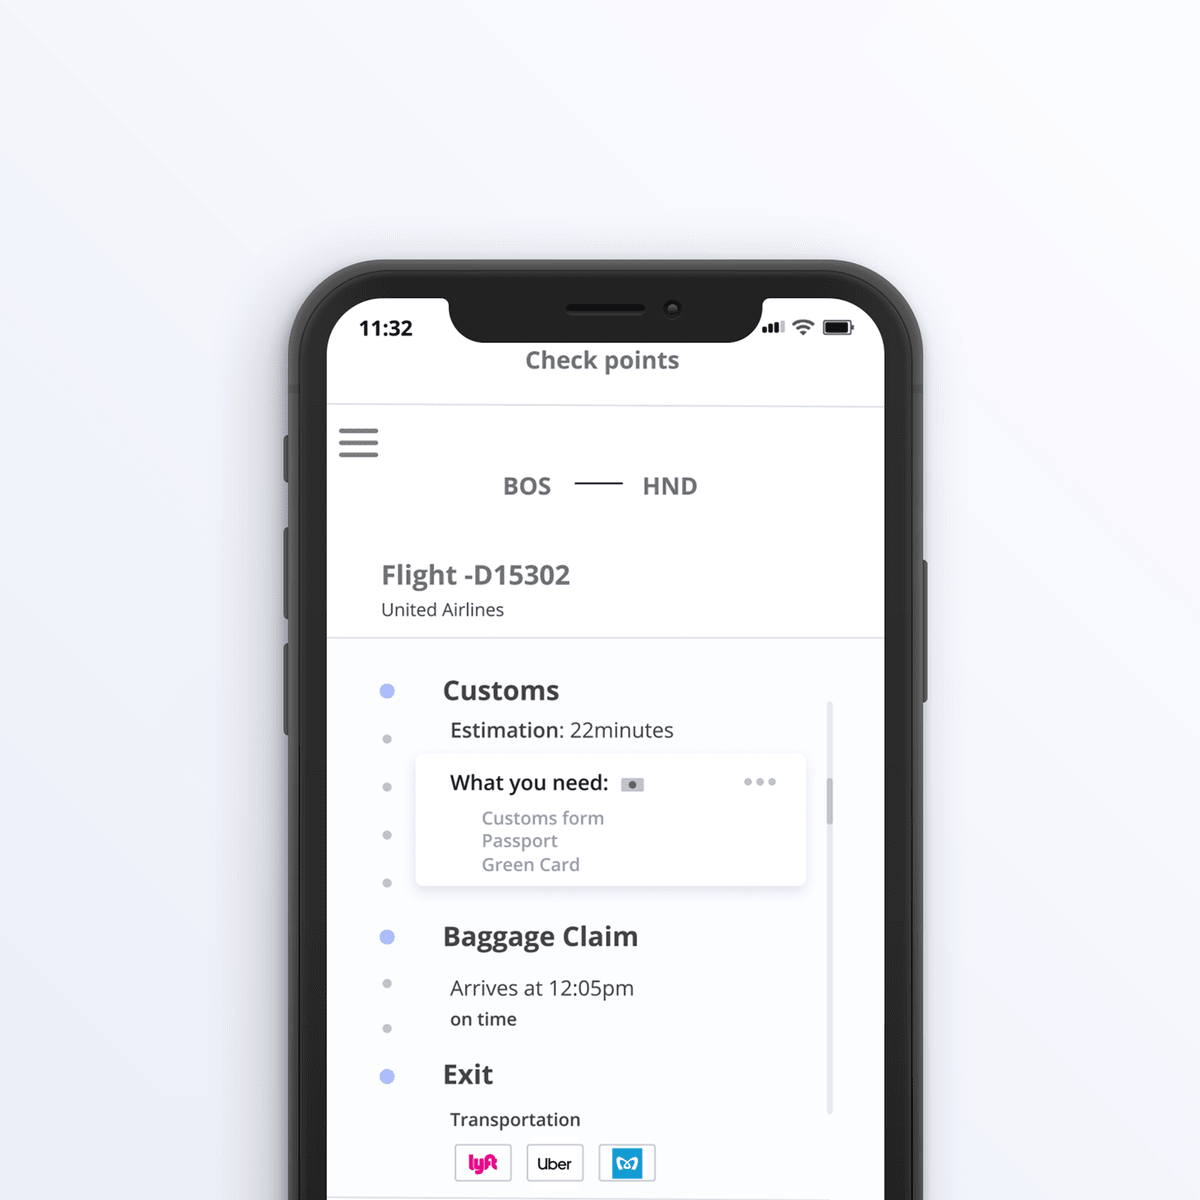 11:32
Check points
BOS — HND
Flight -D15302
United Airlines
Customs
Estimation: 22minutes
What you need:
Customs form
Passport
Green Card
Baggage Claim
Arrives at 12:05pm
on time
Exit
Transportation
lyft Uber